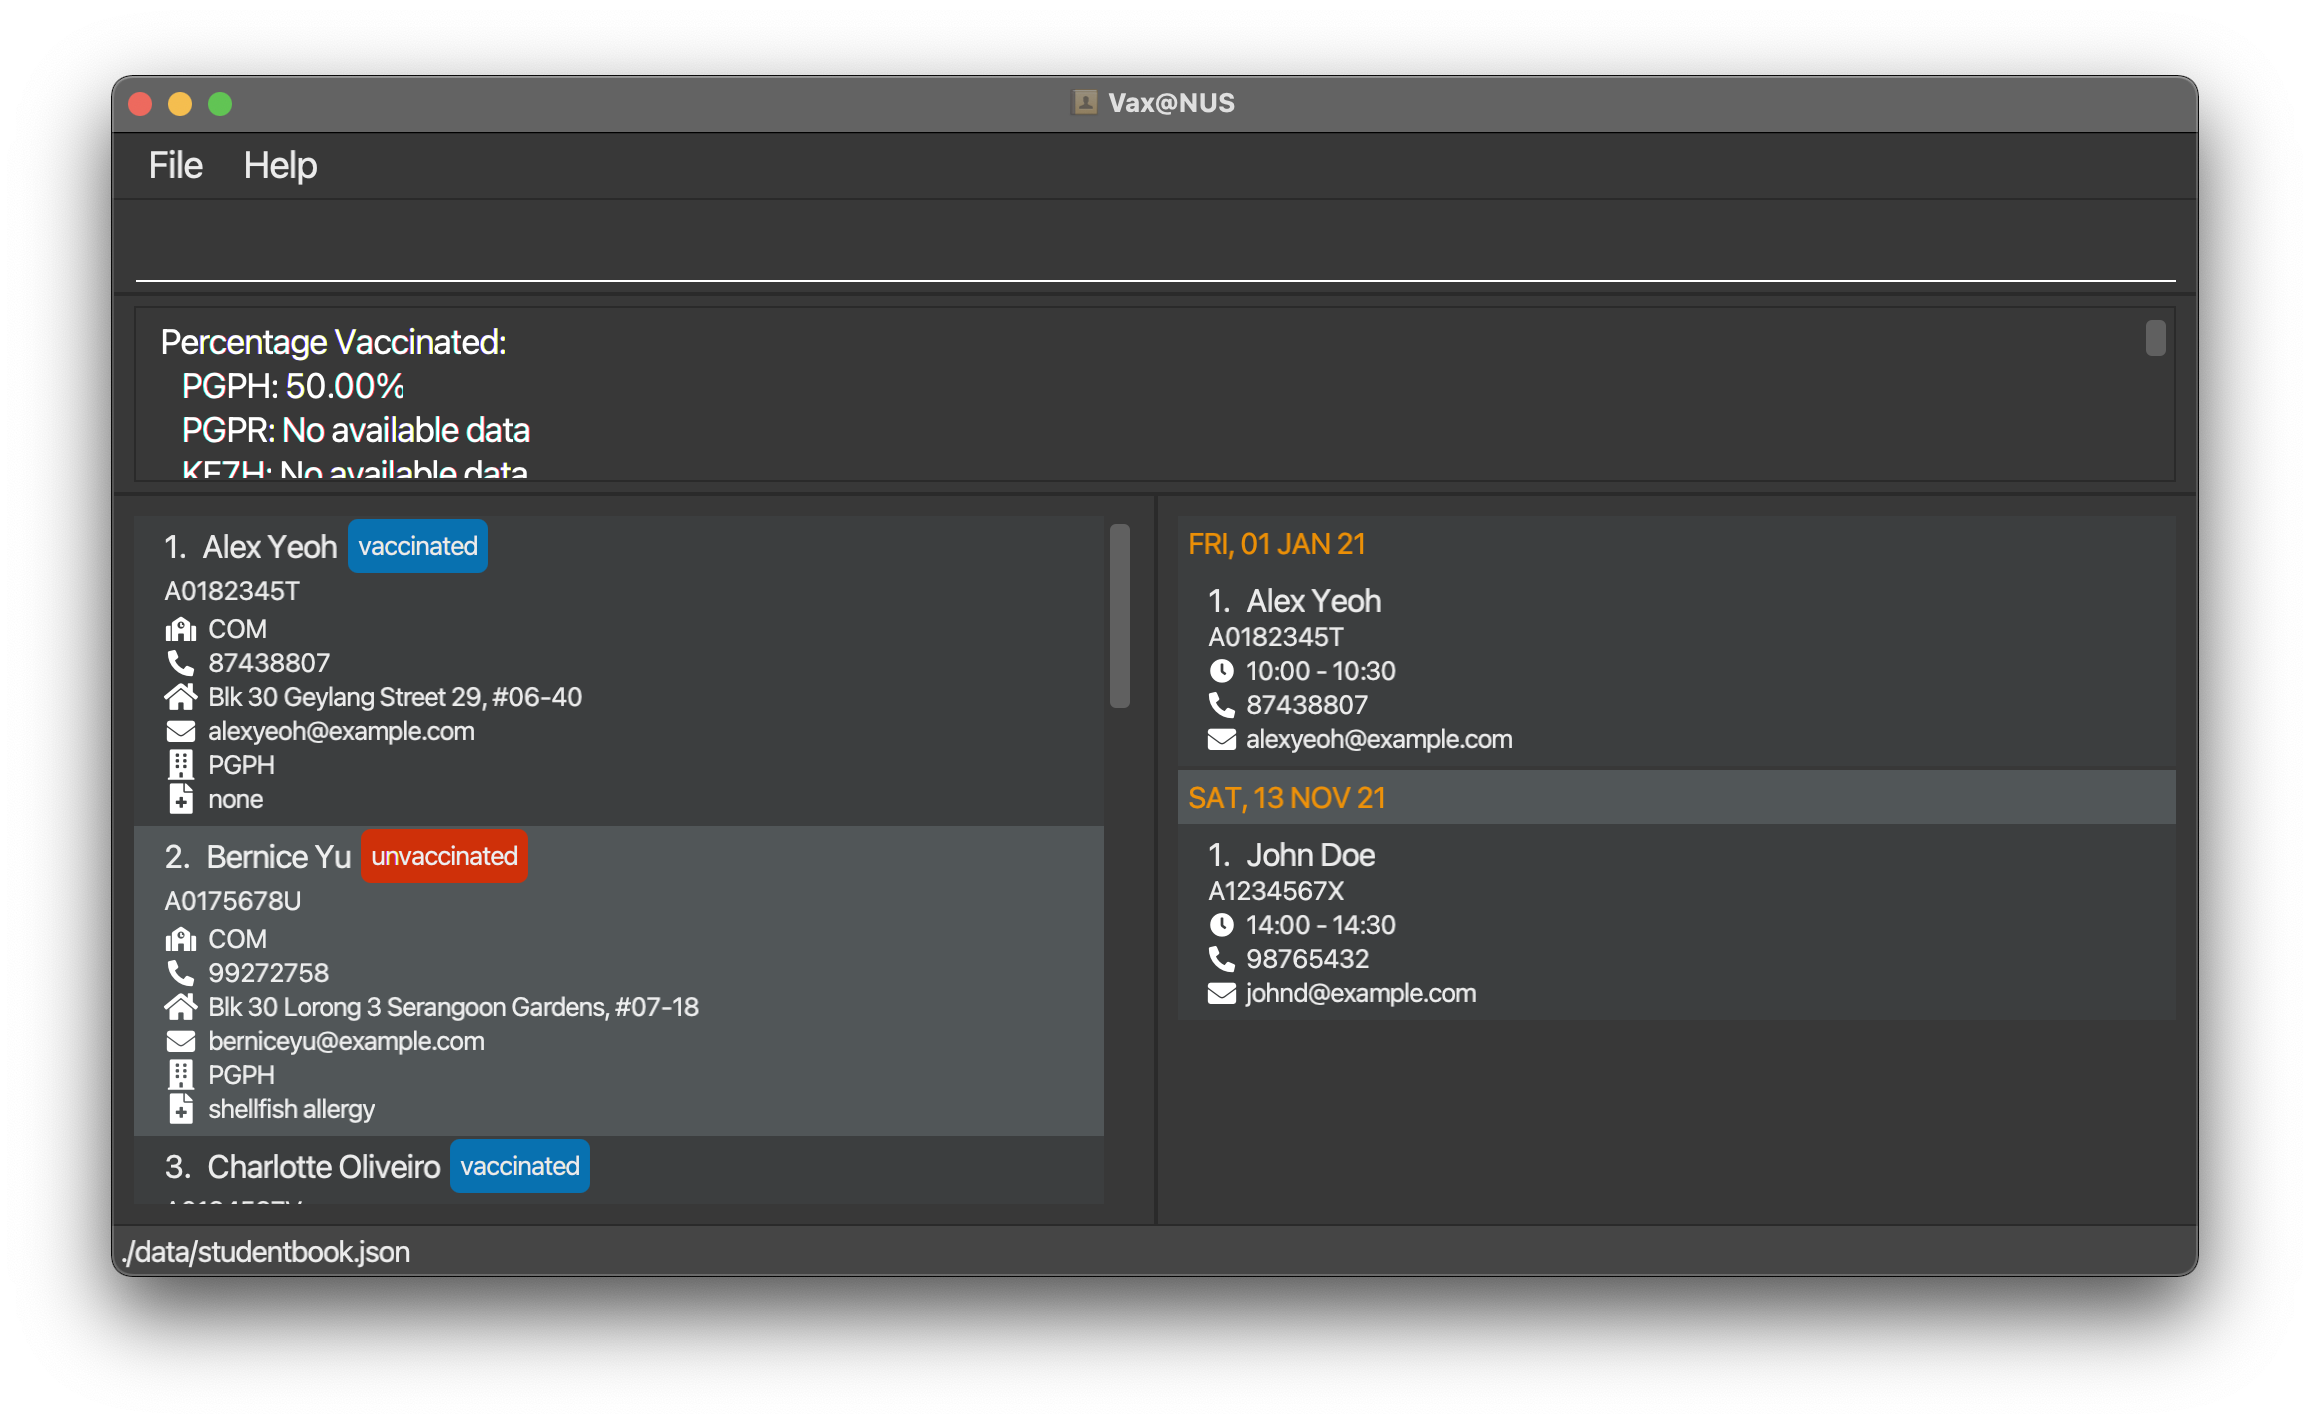 Vax@NUS
File Help
Percentage Vaccinated:
PGPH: 50.00%
PGPR: No available data
KE7H: No available data
1. Alex Yeoh vaccinated
A0182345T
COM
87438807
Blk 30 Geylang Street 29, #06-40
alexyeoh@example.com
PGPH
none
2. Bernice Yu unvaccinated
A0175678U
COM
99272758
Blk 30 Lorong 3 Serangoon Gardens, #07-18
berniceyu@example.com
PGPH
shellfish allergy
3. Charlotte Oliveiro vaccinated
FRI, 01 JAN 21
1. Alex Yeoh
A0182345T
10:00 - 10:30
87438807
alexyeoh@example.com
SAT, 13 NOV 21
1. John Doe
A1234567X
14:00 - 14:30
98765432
johnd@example.com
./data/studentbook.json